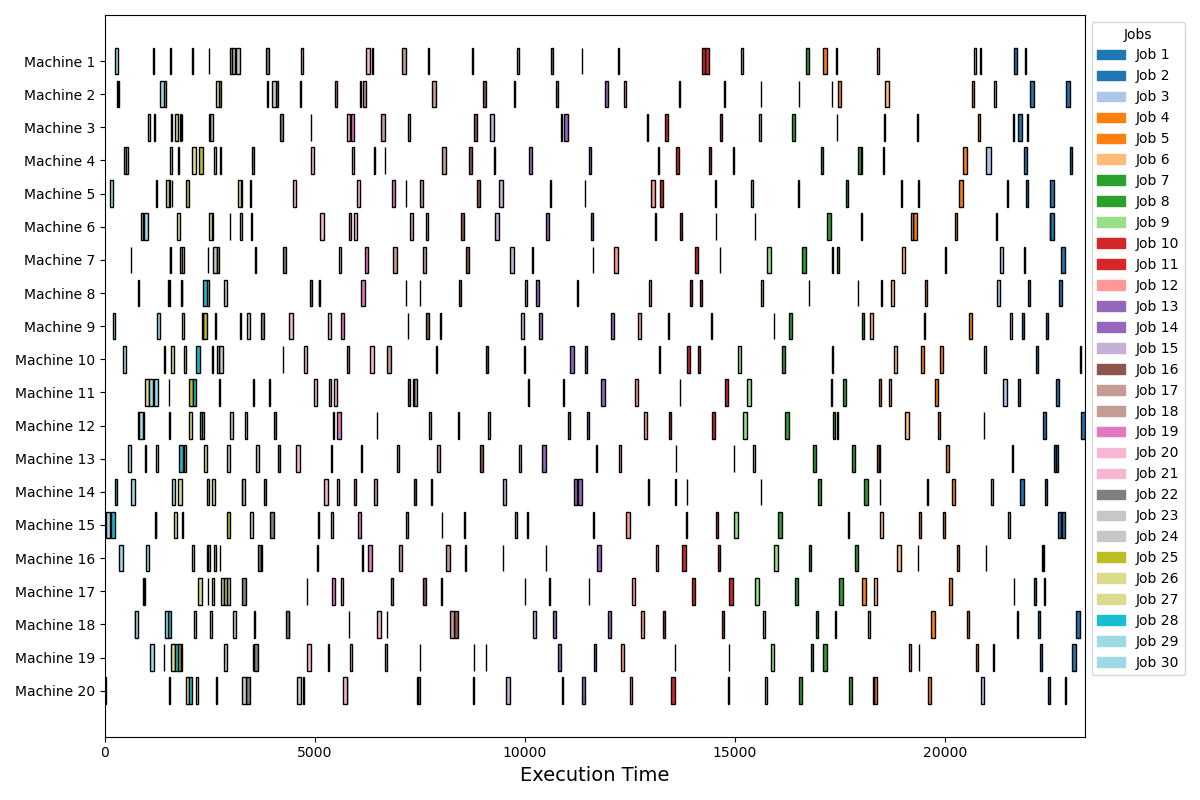 Machine 1
Machine 2
Machine 3
Machine 4
Machine 5
Machine 6
Machine 7
Machine 8
Machine 9
Machine 10
Machine 11
Machine 12
Machine 13
Machine 14
Machine 15
Machine 16
Machine 17
Machine 18
Machine 19
Machine 20
0 5000 10000 15000 20000
Execution Time
Jobs
Job 1
Job 2
Job 3
Job 4
Job 5
Job 6
Job 7
Job 8
Job 9
Job 10
Job 11
Job 12
Job 13
Job 14
Job 15
Job 16
Job 17
Job 18
Job 19
Job 20
Job 21
Job 22
Job 23
Job 24
Job 25
Job 26
Job 27
Job 28
Job 29
Job 30